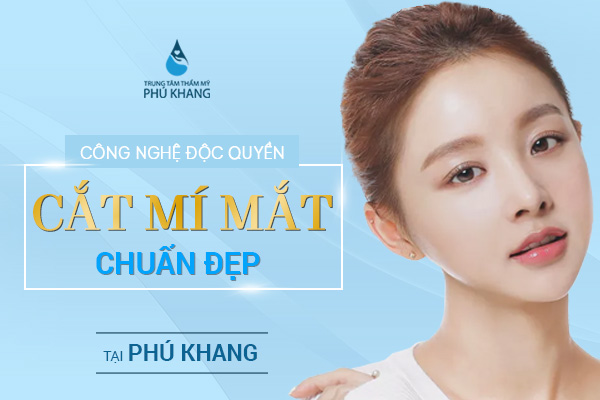 TRUNG TÂM THẨM MỸ
PHÚ KHANG
CÔNG NGHỆ ĐỘC QUYỀN
CẮT MÍ MẮT
CHUẨN ĐẸP
TẠI PHÚ KHANG